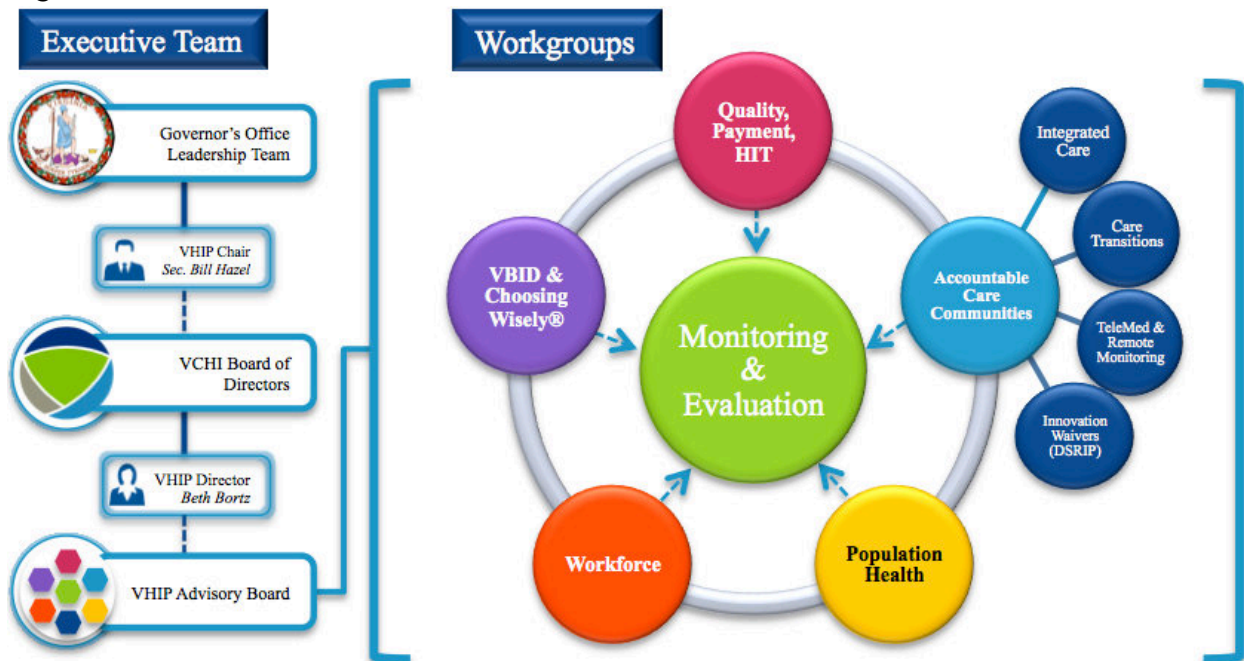 Executive Team
Governor's Office
Leadership Team
VHIP Chair
Sec. Bill Hazel
VCHI Board of
Directors
VHIP Director
Beth Bortz
VHIP Advisory Board
Workgroups
Quality,
Payment,
HIT
VBID &
Choosing
Wisely®
Monitoring
&
Evaluation
Accountable
Care
Communities
Integrated
Care
Care
Transitions
TeleMed &
Remote
Monitoring
Innovation
Waivers
(DSRIP)
Workforce
Population
Health